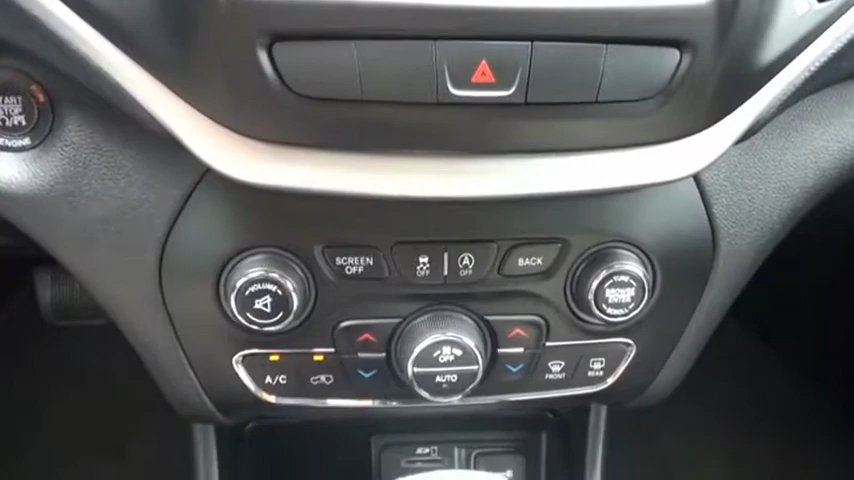 START
STOP
ENGINE
VOLUME
SCREEN
OFF
OFF
A
OFF
BACK
TUNE
BROWSE
ENTER
SCROLL
OFF
AUTO
A/C
FRONT
REAR